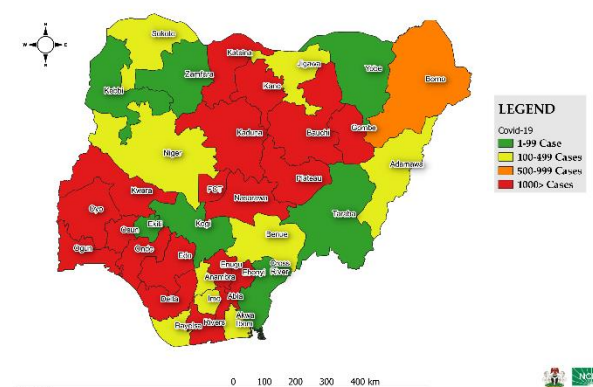 N
W E
S
Sokoto
Katsina
Jigawa
Yobe
Borno
Zamfara
Kebbi
Kano
Gombe
Kaduna
Bauchi
Niger
Adamawa
Plateau
FCT
Kwara
Nasarawa
Oyo
Taraba
Osun
Ekiti
Kogi
Benue
Ogun
Ondo
Edo
Enugu
Cross
River
Anambra
Ebonyi
Delta
Imo
Abia
Akwa
Ibom
Bayelsa
Rivers
LEGEND
Covid-19
1-99 Case
100-499 Cases
500-999 Cases
1000> Cases
0 100 200 300 400 km